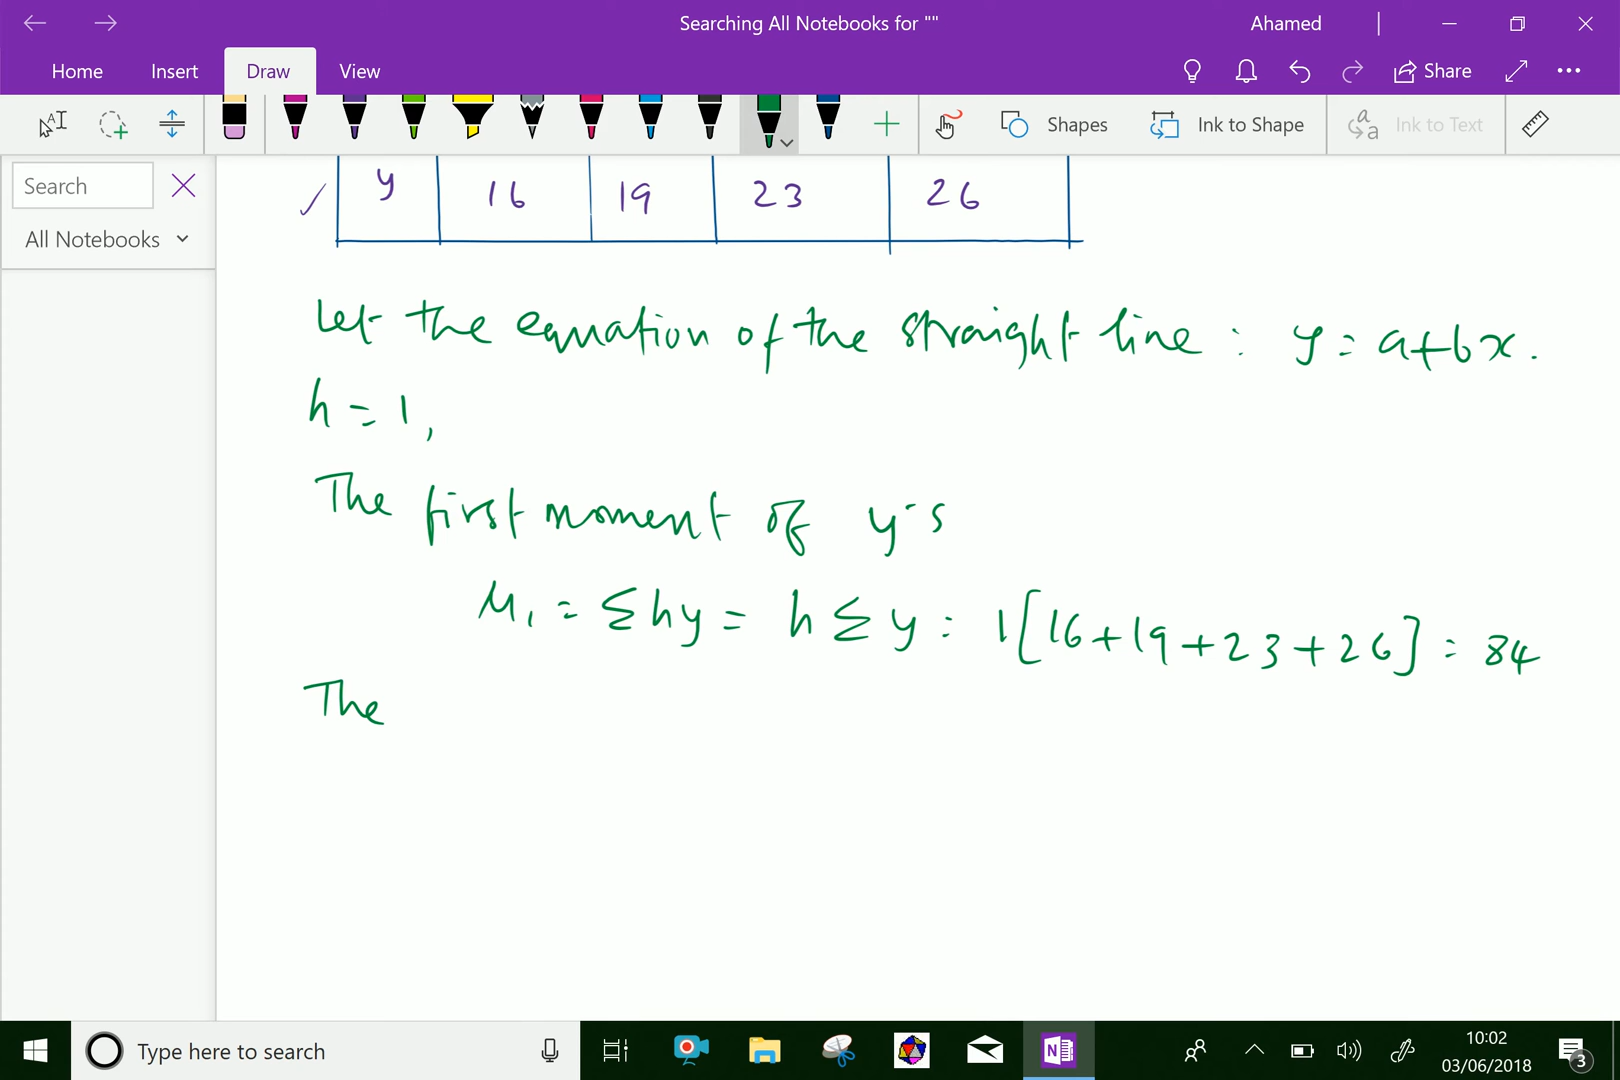 Searching All Notebooks for ""
Ahamed
Home Insert Draw View
Share
Shapes
Ink to Shape
Ink to Text
Search
All Notebooks
y 16 19 23 26
Let the equation of the straight line : y = a+bx.
h = 1,
The first moment of y's
μ₁ = Σhy = hΣy = 1[16+19+23+26] = 84
The
Type here to search
10:02
03/06/2018
3